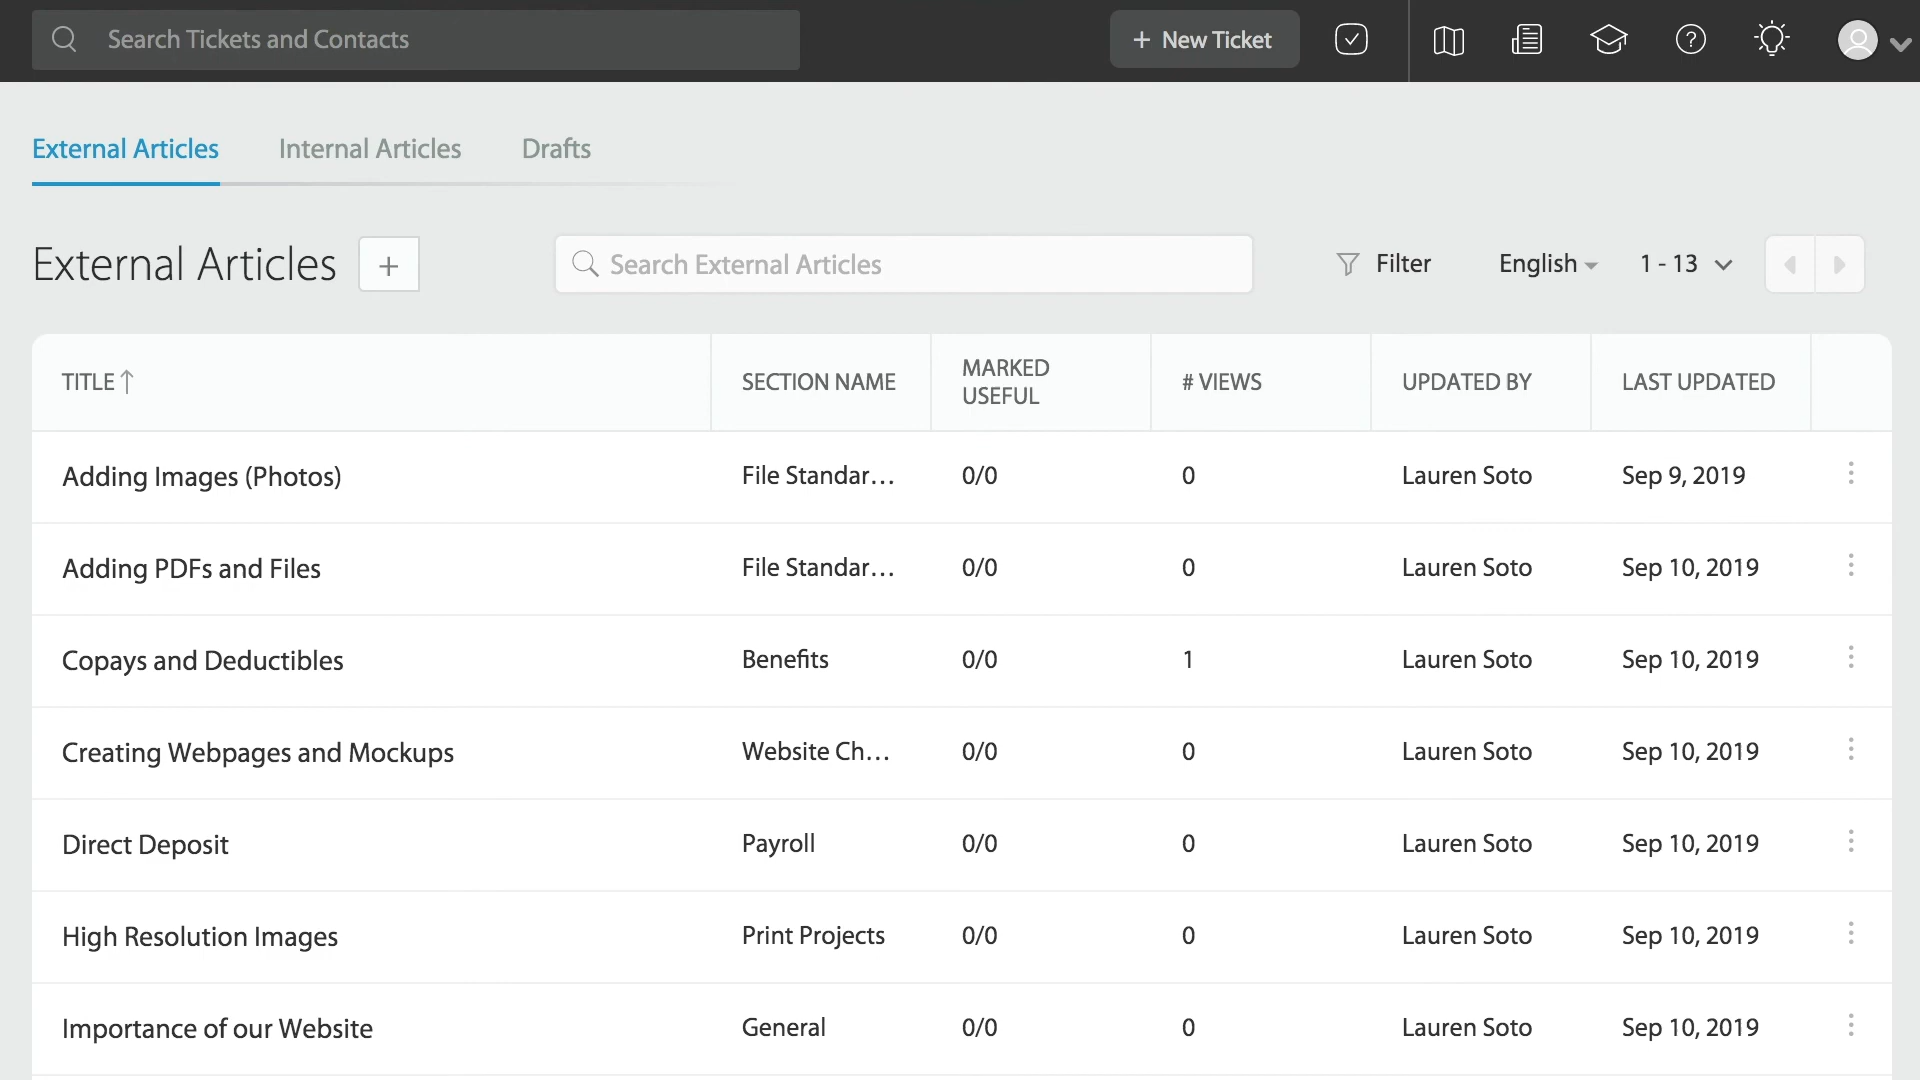 Search Tickets and Contacts
+ New Ticket
External Articles Internal Articles Drafts
External Articles +
Search External Articles
Filter English 1 - 13
TITLE SECTION NAME MARKED USEFUL # VIEWS UPDATED BY LAST UPDATED
Adding Images (Photos) File Standar... 0/0 0 Lauren Soto Sep 9, 2019
Adding PDFs and Files File Standar... 0/0 0 Lauren Soto Sep 10, 2019
Copays and Deductibles Benefits 0/0 1 Lauren Soto Sep 10, 2019
Creating Webpages and Mockups Website Ch... 0/0 0 Lauren Soto Sep 10, 2019
Direct Deposit Payroll 0/0 0 Lauren Soto Sep 10, 2019
High Resolution Images Print Projects 0/0 0 Lauren Soto Sep 10, 2019
Importance of our Website General 0/0 0 Lauren Soto Sep 10, 2019